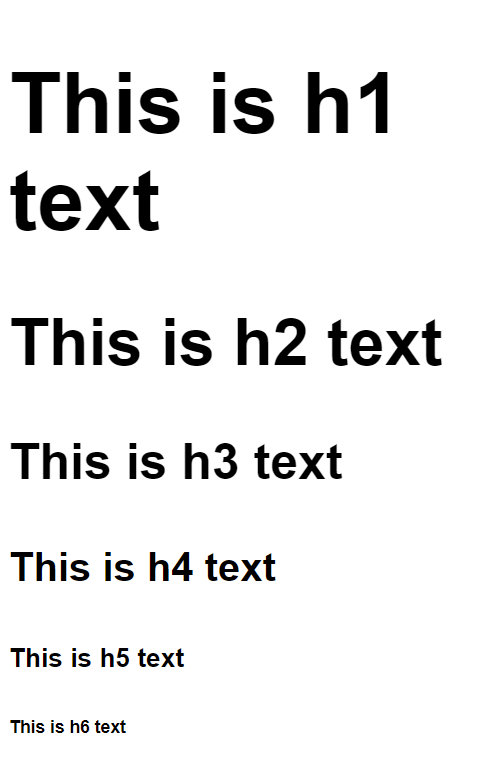 This is h1
text
This is h2 text
This is h3 text
This is h4 text
This is h5 text
This is h6 text